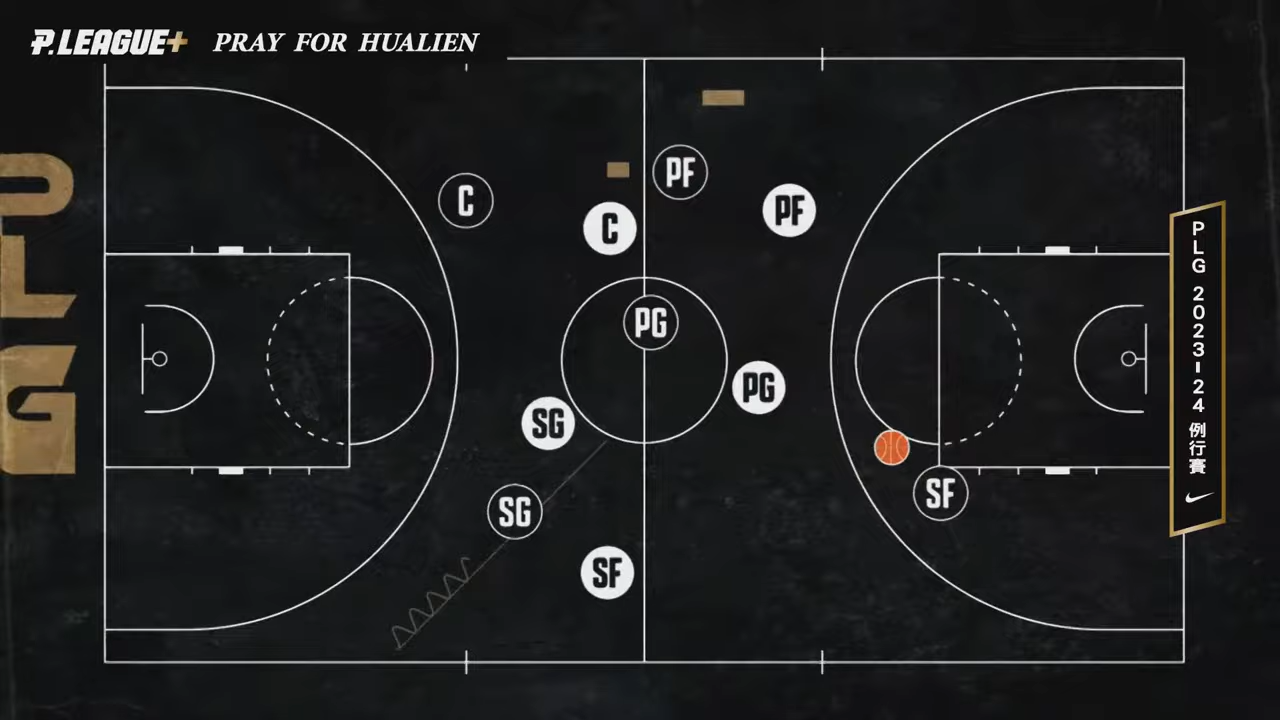 P.LEAGUE+ PRAY FOR HUALIEN
PLG
PF
C
PF
C
PG
PG
SG
SF
SG
SF
PLG 2023-24 例行賽